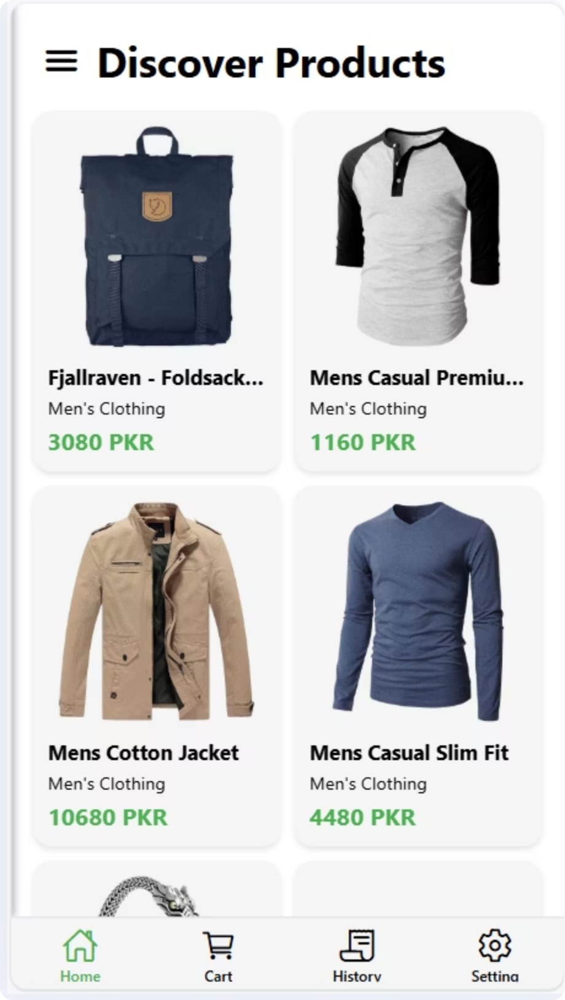 Discover Products
Fjallraven - Foldsack...
Men's Clothing
3080 PKR
Mens Casual Premiu...
Men's Clothing
1160 PKR
Mens Cotton Jacket
Men's Clothing
10680 PKR
Mens Casual Slim Fit
Men's Clothing
4480 PKR
Home
Cart
History
Setting